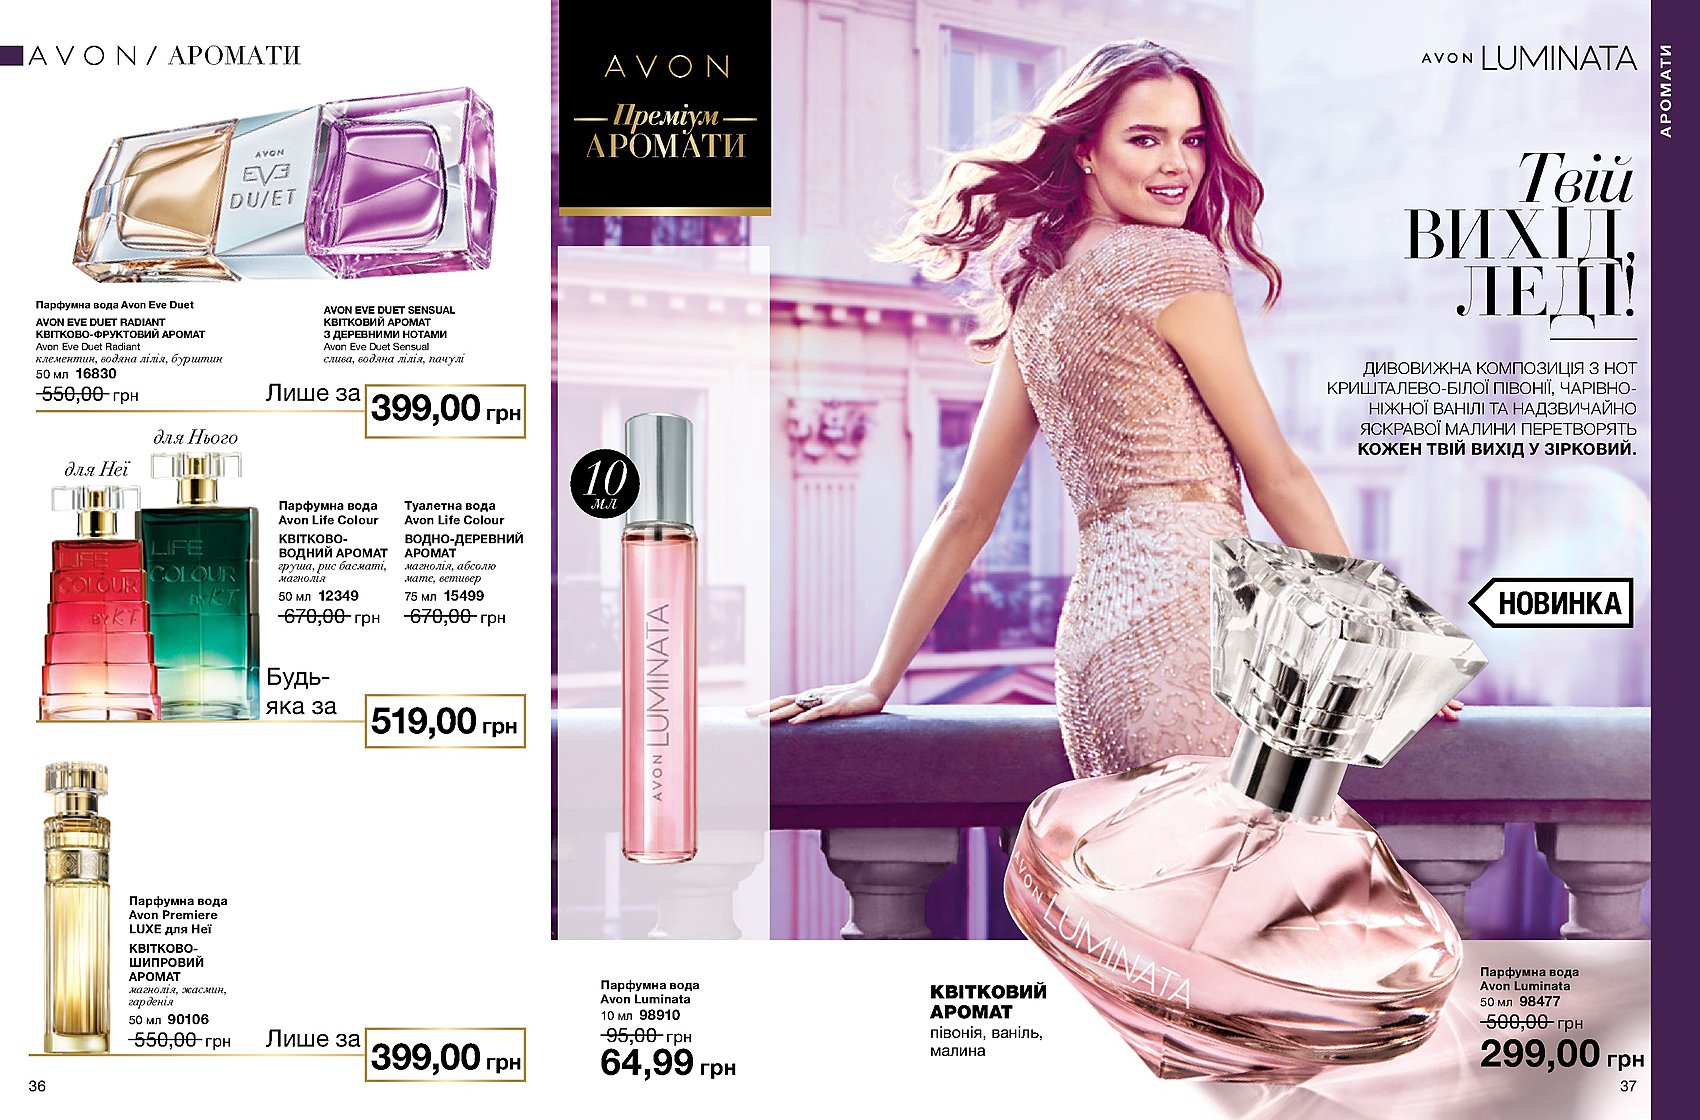 AVON / АРОМАТИ
AVON
EVE
DU/ET
Парфумна вода Avon Eve Duet
AVON EVE DUET RADIANT
КВІТКОВО-ФРУКТОВИЙ АРОМАТ
Avon Eve Duet Radiant
клементин, водяна лілія, бурштин
50 мл 16830
550,00 грн
AVON EVE DUET SENSUAL
КВІТКОВИЙ АРОМАТ
З ДЕРЕВНИМИ НОТАМИ
Avon Eve Duet Sensual
слива, водяна лілія, пачулі
Лише за
399,00 грн
для Нього
для Неї
LIFE
COLOUR
BY K.T.
LIFE
COLOUR
BY K.T.
Парфумна вода
Avon Life Colour
КВІТКОВО-
ВОДНИЙ АРОМАТ
груша, рис басматі,
магнолія
50 мл 12349
670,00 грн
Туалетна вода
Avon Life Colour
ВОДНО-ДЕРЕВНИЙ
АРОМАТ
магнолія, абсолю
мате, ветивер
75 мл 15499
670,00 грн
Будь-
яка за
519,00 грн
Парфумна вода
Avon Premiere
LUXE для Неї
КВІТКОВО-
ШИПРОВИЙ
АРОМАТ
магнолія, жасмин,
гарденія
50 мл 90106
550,00 грн
Лише за
399,00 грн
36
AVON
Преміум
АРОМАТИ
10
мл
AVON LUMINATA
Парфумна вода
Avon Luminata
10 мл 98910
95,00 грн
64,99 грн
AVON LUMINATA
АРОМАТИ
Твій
ВИХІД,
ЛЕДІ!
ДИВОВИЖНА КОМПОЗИЦІЯ З НОТ
КРИШТАЛЕВО-БІЛОЇ ПІВОНІЇ, ЧАРІВНО-
НІЖНОЇ ВАНІЛІ ТА НАДЗВИЧАЙНО
ЯСКРАВОЇ МАЛИНИ ПЕРЕТВОРЯТЬ
КОЖЕН ТВІЙ ВИХІД У ЗІРКОВИЙ.
НОВИНКА
AVON LUMINATA
КВІТКОВИЙ
АРОМАТ
півонія, ваніль,
малина
Парфумна вода
Avon Luminata
50 мл 98477
500,00 грн
299,00 грн
37